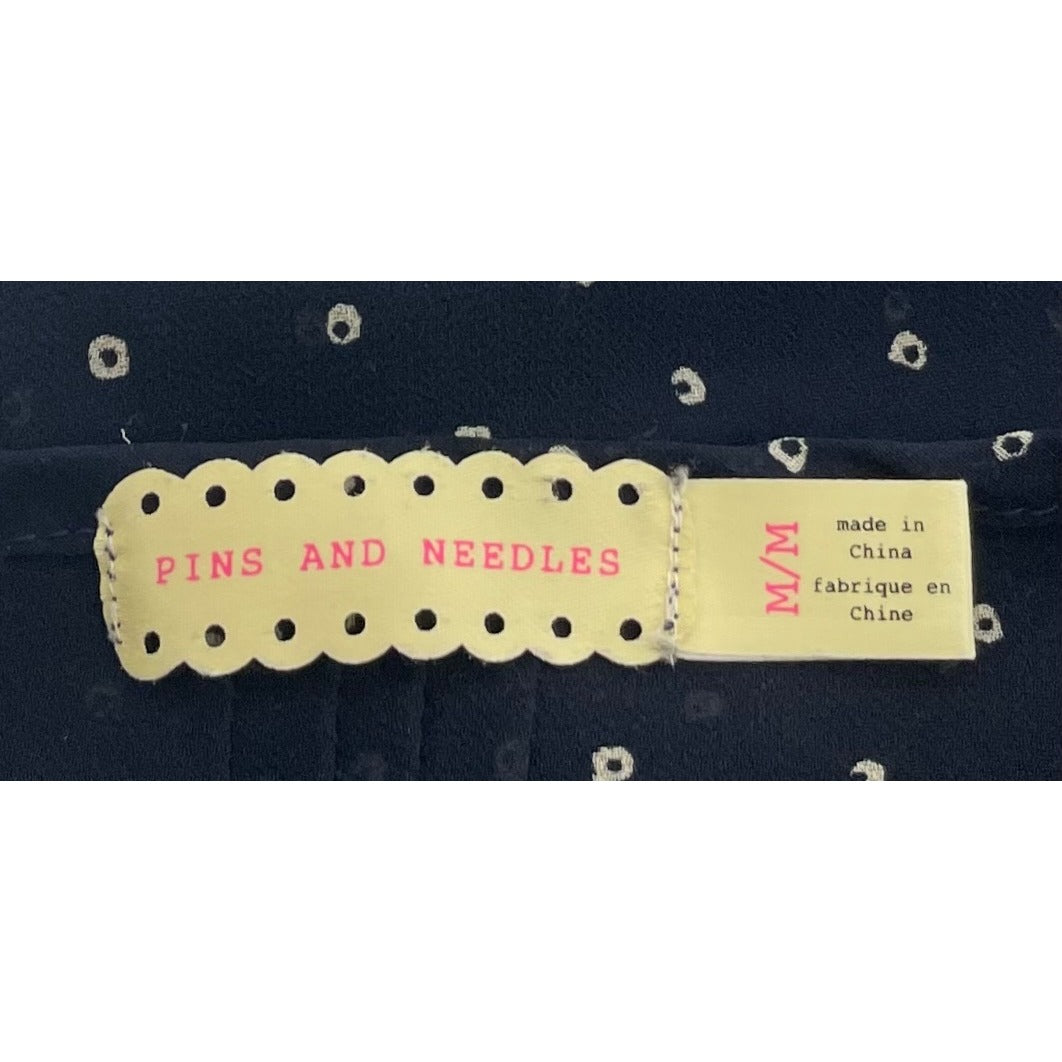 PINS AND NEEDLES
M/M
made in
China
fabrique en
Chine